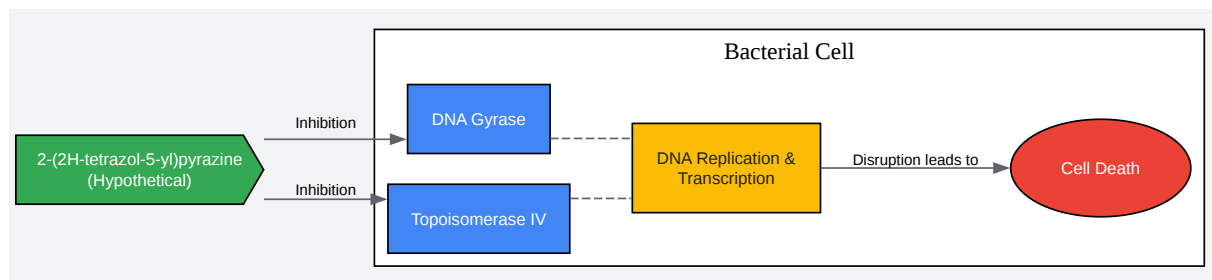 Bacterial Cell
2-(2H-tetrazol-5-yl)pyrazine
(Hypothetical)
Inhibition
Inhibition
DNA Gyrase
Topoisomerase IV
DNA Replication &
Transcription
Disruption leads to
Cell Death